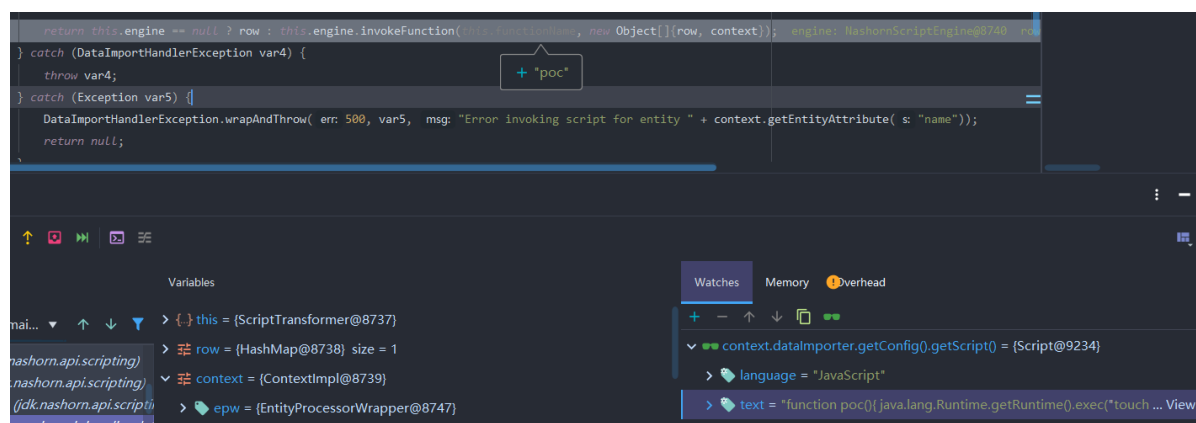 return this.engine == null ? row : this.engine.invokeFunction(this.functionName, new Object[]{row, context}); engine: NashornScriptEngine@8740 row
} catch (DataImportHandlerException var4) {
throw var4;
+ "poc"
} catch (Exception var5) {
DataImportHandlerException.wrapAndThrow( err: 500, var5, msg: "Error invoking script for entity " + context.getEntityAttribute( s: "name"));
return null;
Variables
Watches Memory Overhead
mai...
this = {ScriptTransformer@8737}
nashorn.api.scripting)
row = {HashMap@8738} size = 1
context.dataImporter.getConfig().getScript() = {Script@9234}
.nashorn.api.scripting)
context = {ContextImpl@8739}
language = "JavaScript"
(jdk.nashorn.api.scripti
epw = {EntityProcessorWrapper@8747}
text = "function poc(){ java.lang.Runtime.getRuntime().exec("touch ... View